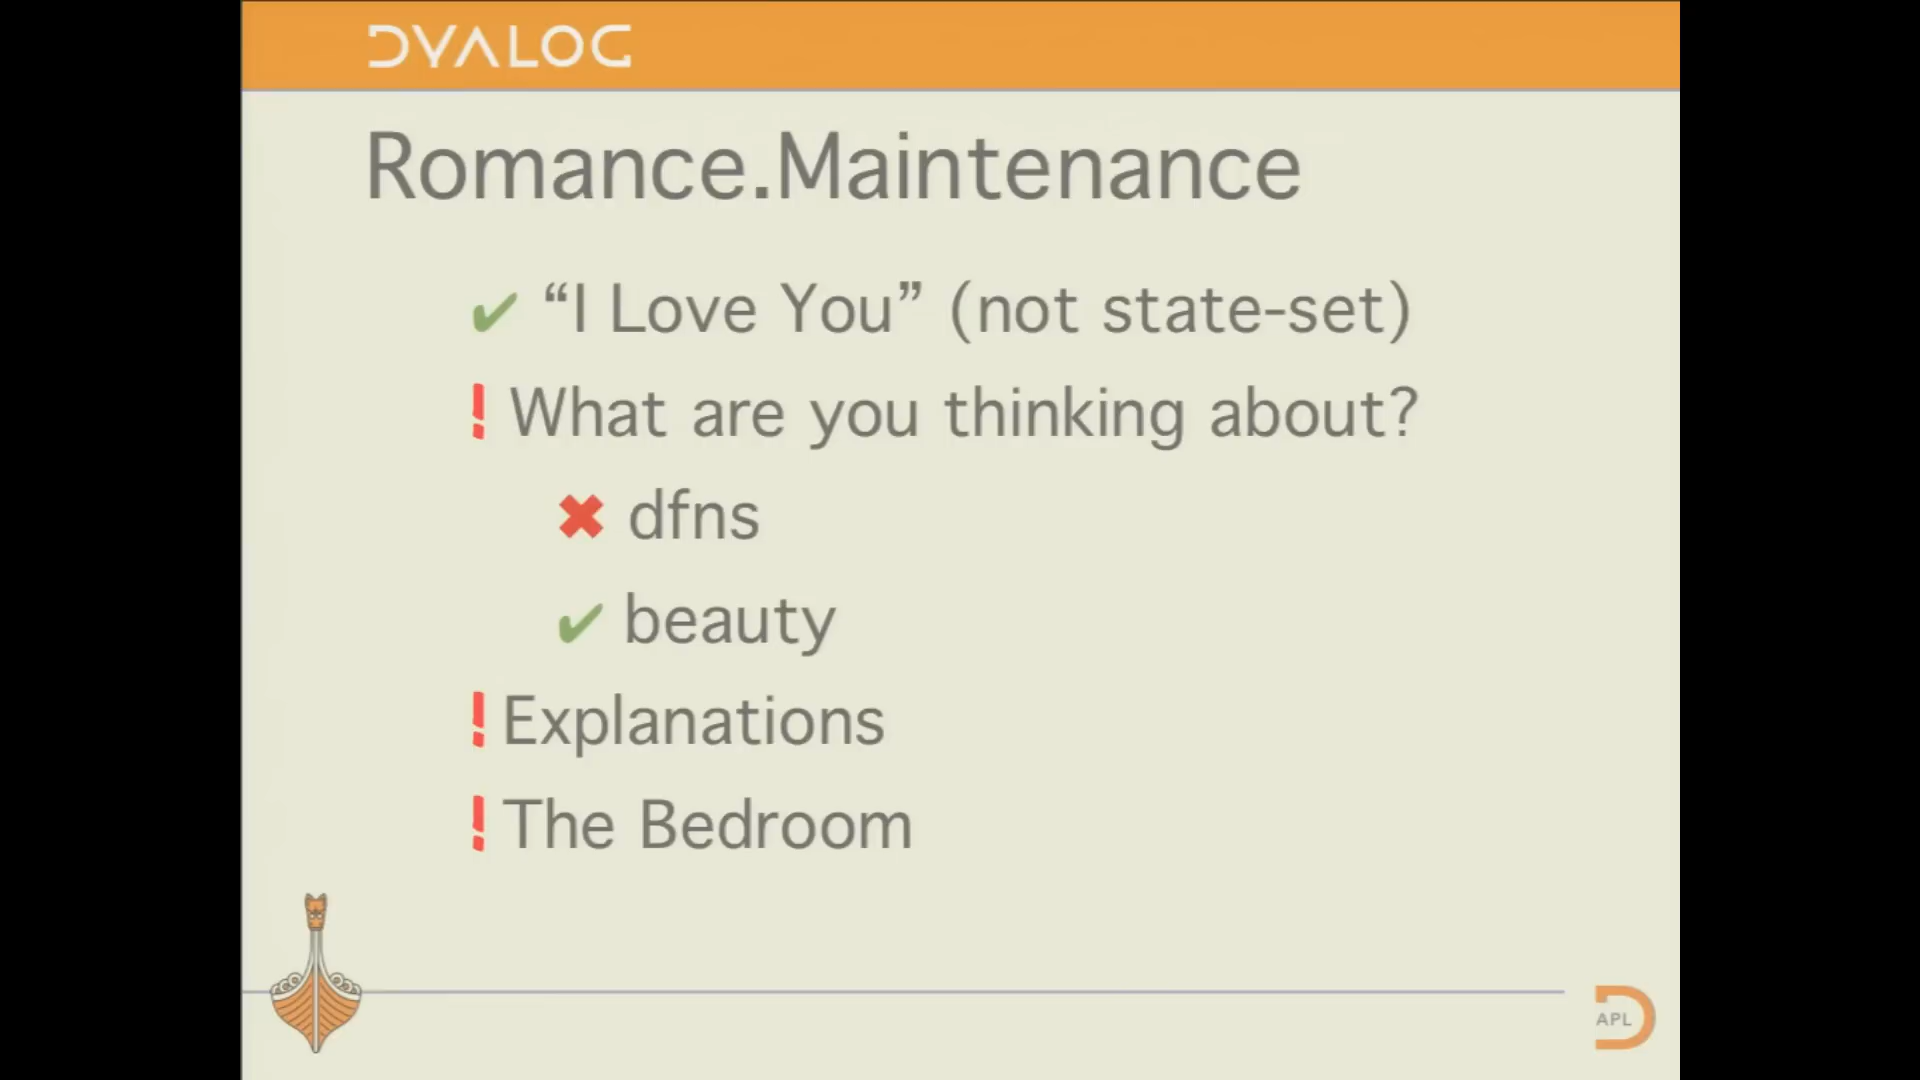 DYALOG
Romance.Maintenance
✔ “I Love You” (not state-set)
! What are you thinking about?
✖ dfns
✔ beauty
! Explanations
! The Bedroom
APL